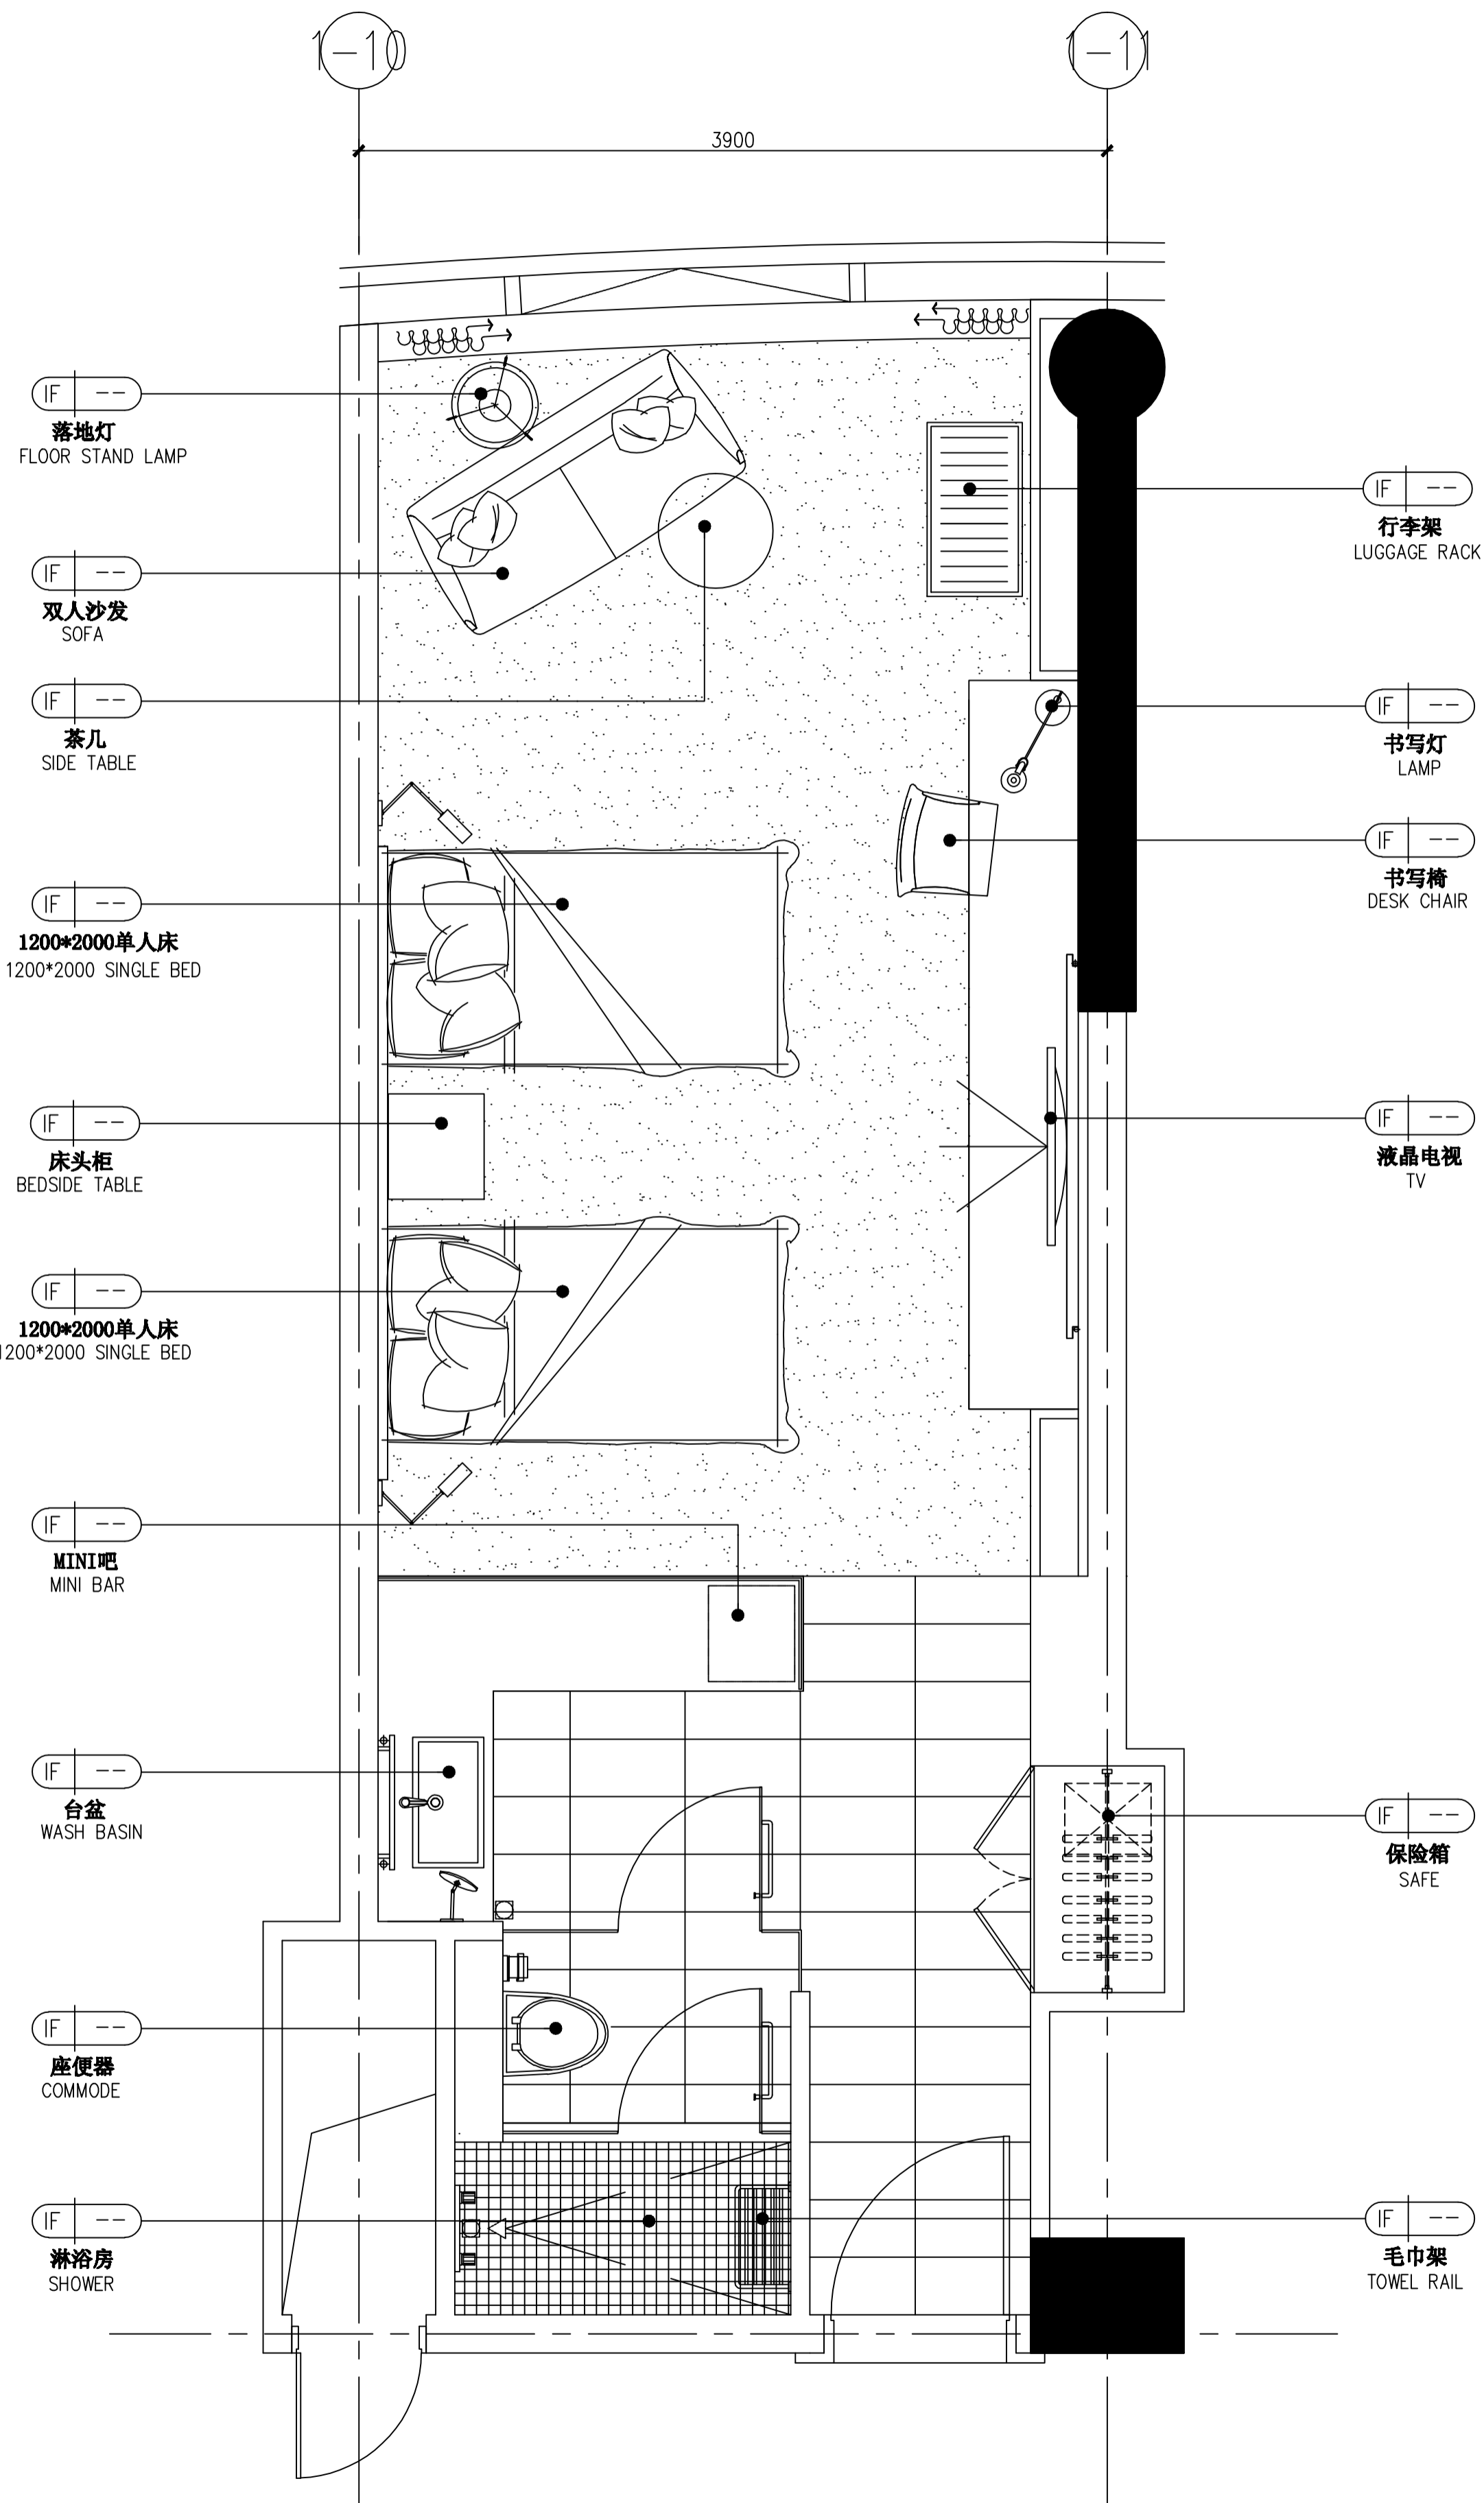 1-10
1-11
3900
IF --
落地灯
FLOOR STAND LAMP
IF --
双人沙发
SOFA
IF --
茶几
SIDE TABLE
IF --
1200*2000单人床
1200*2000 SINGLE BED
IF --
床头柜
BEDSIDE TABLE
IF --
1200*2000单人床
1200*2000 SINGLE BED
IF --
MINI吧
MINI BAR
IF --
台盆
WASH BASIN
IF --
座便器
COMMODE
IF --
淋浴房
SHOWER
IF --
行李架
LUGGAGE RACK
IF --
书写灯
LAMP
IF --
书写椅
DESK CHAIR
IF --
液晶电视
TV
IF --
保险箱
SAFE
IF --
毛巾架
TOWEL RAIL